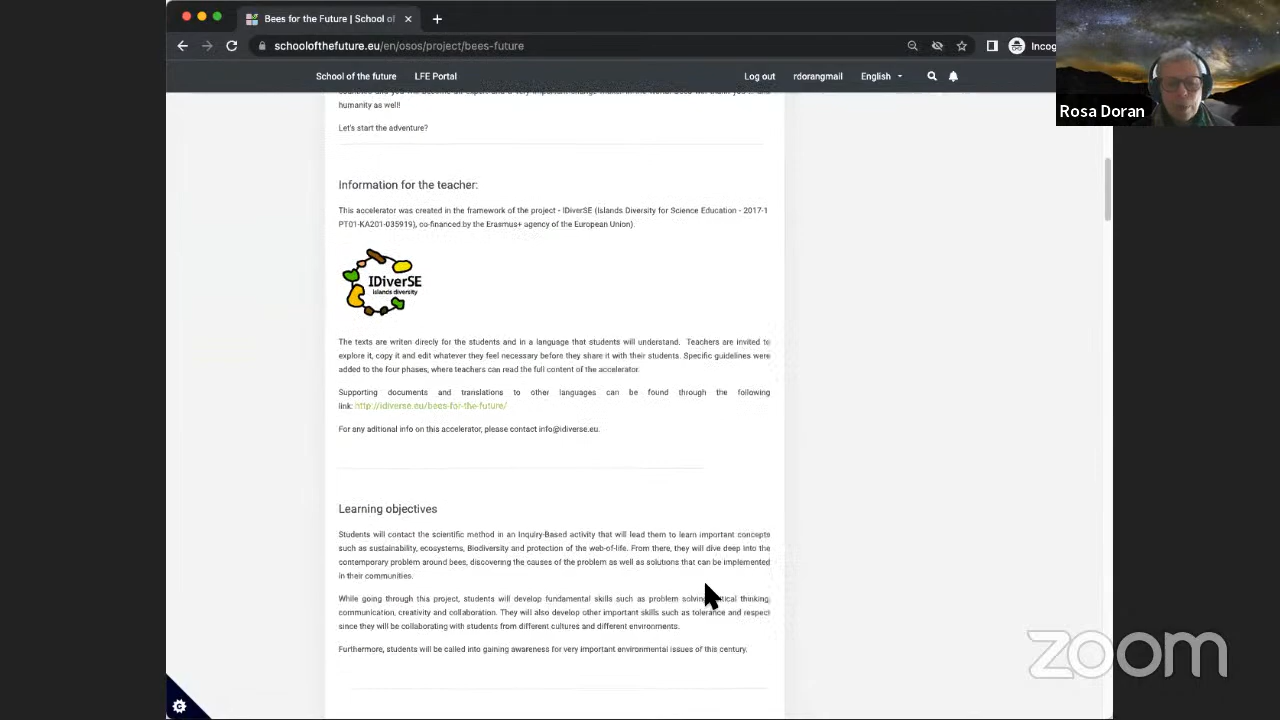 Bees for the Future | School of
schoolofthefuture.eu/en/osos/project/bees-future
Incog
School of the future
LFE Portal
Log out
rdorangmail
English
Rosa Doran
humanity as well!
Let's start the adventure?
Information for the teacher:
This accelerator was created in the framework of the project - IDiverSE (Islands Diversity for Science Education - 2017-1
PT01-KA201-035919), co-financed by the Erasmus+ agency of the European Union).
IDiverSE
islands diversity
The texts are writen direcly for the students and in a language that students will understand. Teachers are invited to
explore it, copy it and edit whatever they feel necessary before they share it with their students. Specific guidelines were
added to the four phases, where teachers can read the full content of the accelerator.
Supporting documents and translations to other languages can be found through the following
link: http://idiverse.eu/bees-for-the-future/
For any aditional info on this accelerator, please contact info@idiverse.eu.
Learning objectives
Students will contact the scientific method in an Inquiry-Based activity that will lead them to learn important concepts
such as sustainability, ecosystems, Biodiversity and protection of the web-of-life. From there, they will dive deep into the
contemporary problem around bees, discovering the causes of the problem as well as solutions that can be implemented
in their communities.
While going through this project, students will develop fundamental skills such as problem solving, tical thinking,
communication, creativity and collaboration. They will also develop other important skills such as tolerance and respect
since they will be collaborating with students from different cultures and different environments.
Furthermore, students will be called into gaining awareness for very important environmental issues of this century.
zoom